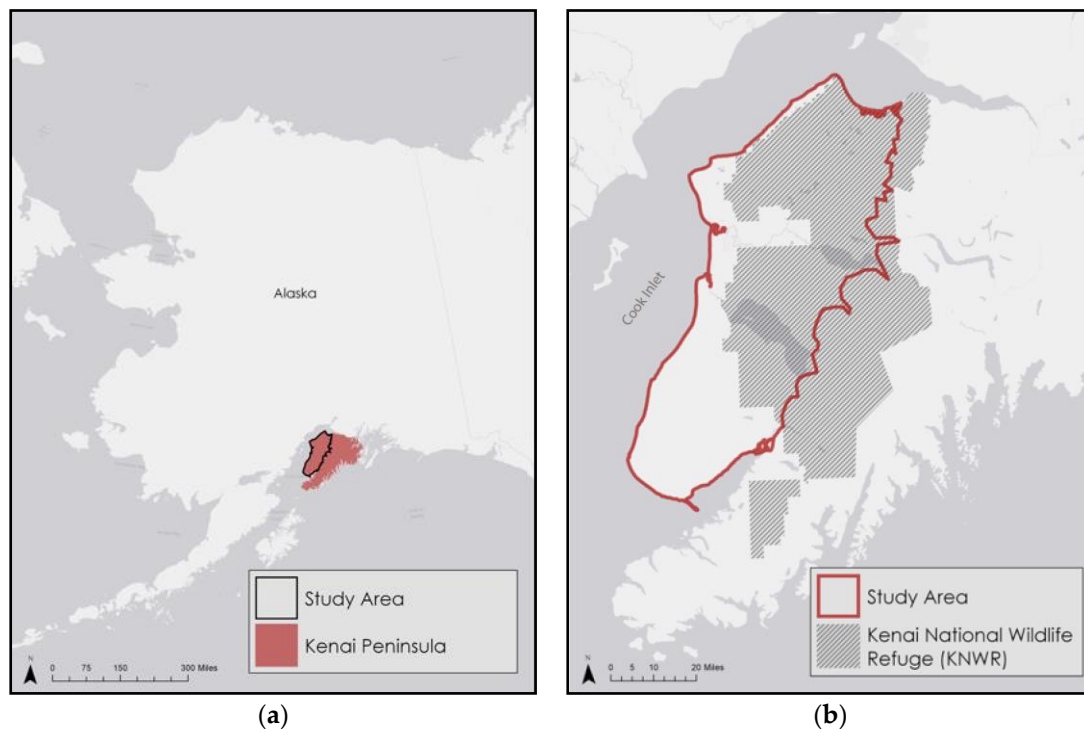 Alaska
Study Area
Kenai Peninsula
N
0 75 150 300 Miles
(a)
Cook Inlet
Study Area
Kenai National Wildlife
Refuge (KNWR)
N
0 5 10 20 Miles
(b)